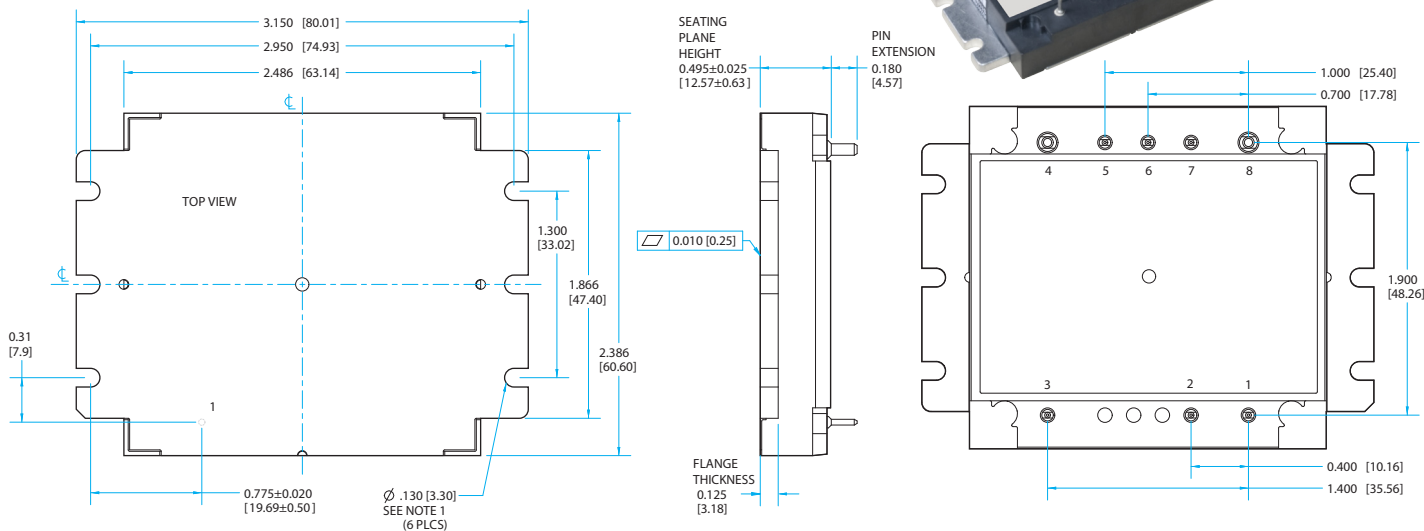 3.150 [80.01]
2.950 [74.93]
2.486 [63.14]
℄
TOP VIEW
℄
0.31
[7.9]
1
1.300
[33.02]
1.866
[47.40]
2.386
[60.60]
0.775±0.020
[19.69±0.50]
Ø .130 [3.30]
SEE NOTE 1
(6 PLCS)
SEATING
PLANE
HEIGHT
0.495±0.025
[12.57±0.63]
PIN
EXTENSION
0.180
[4.57]
0.010 [0.25]
FLANGE
THICKNESS
0.125
[3.18]
1.000 [25.40]
0.700 [17.78]
4 5 6 7 8
1.900
[48.26]
3 2 1
0.400 [10.16]
1.400 [35.56]